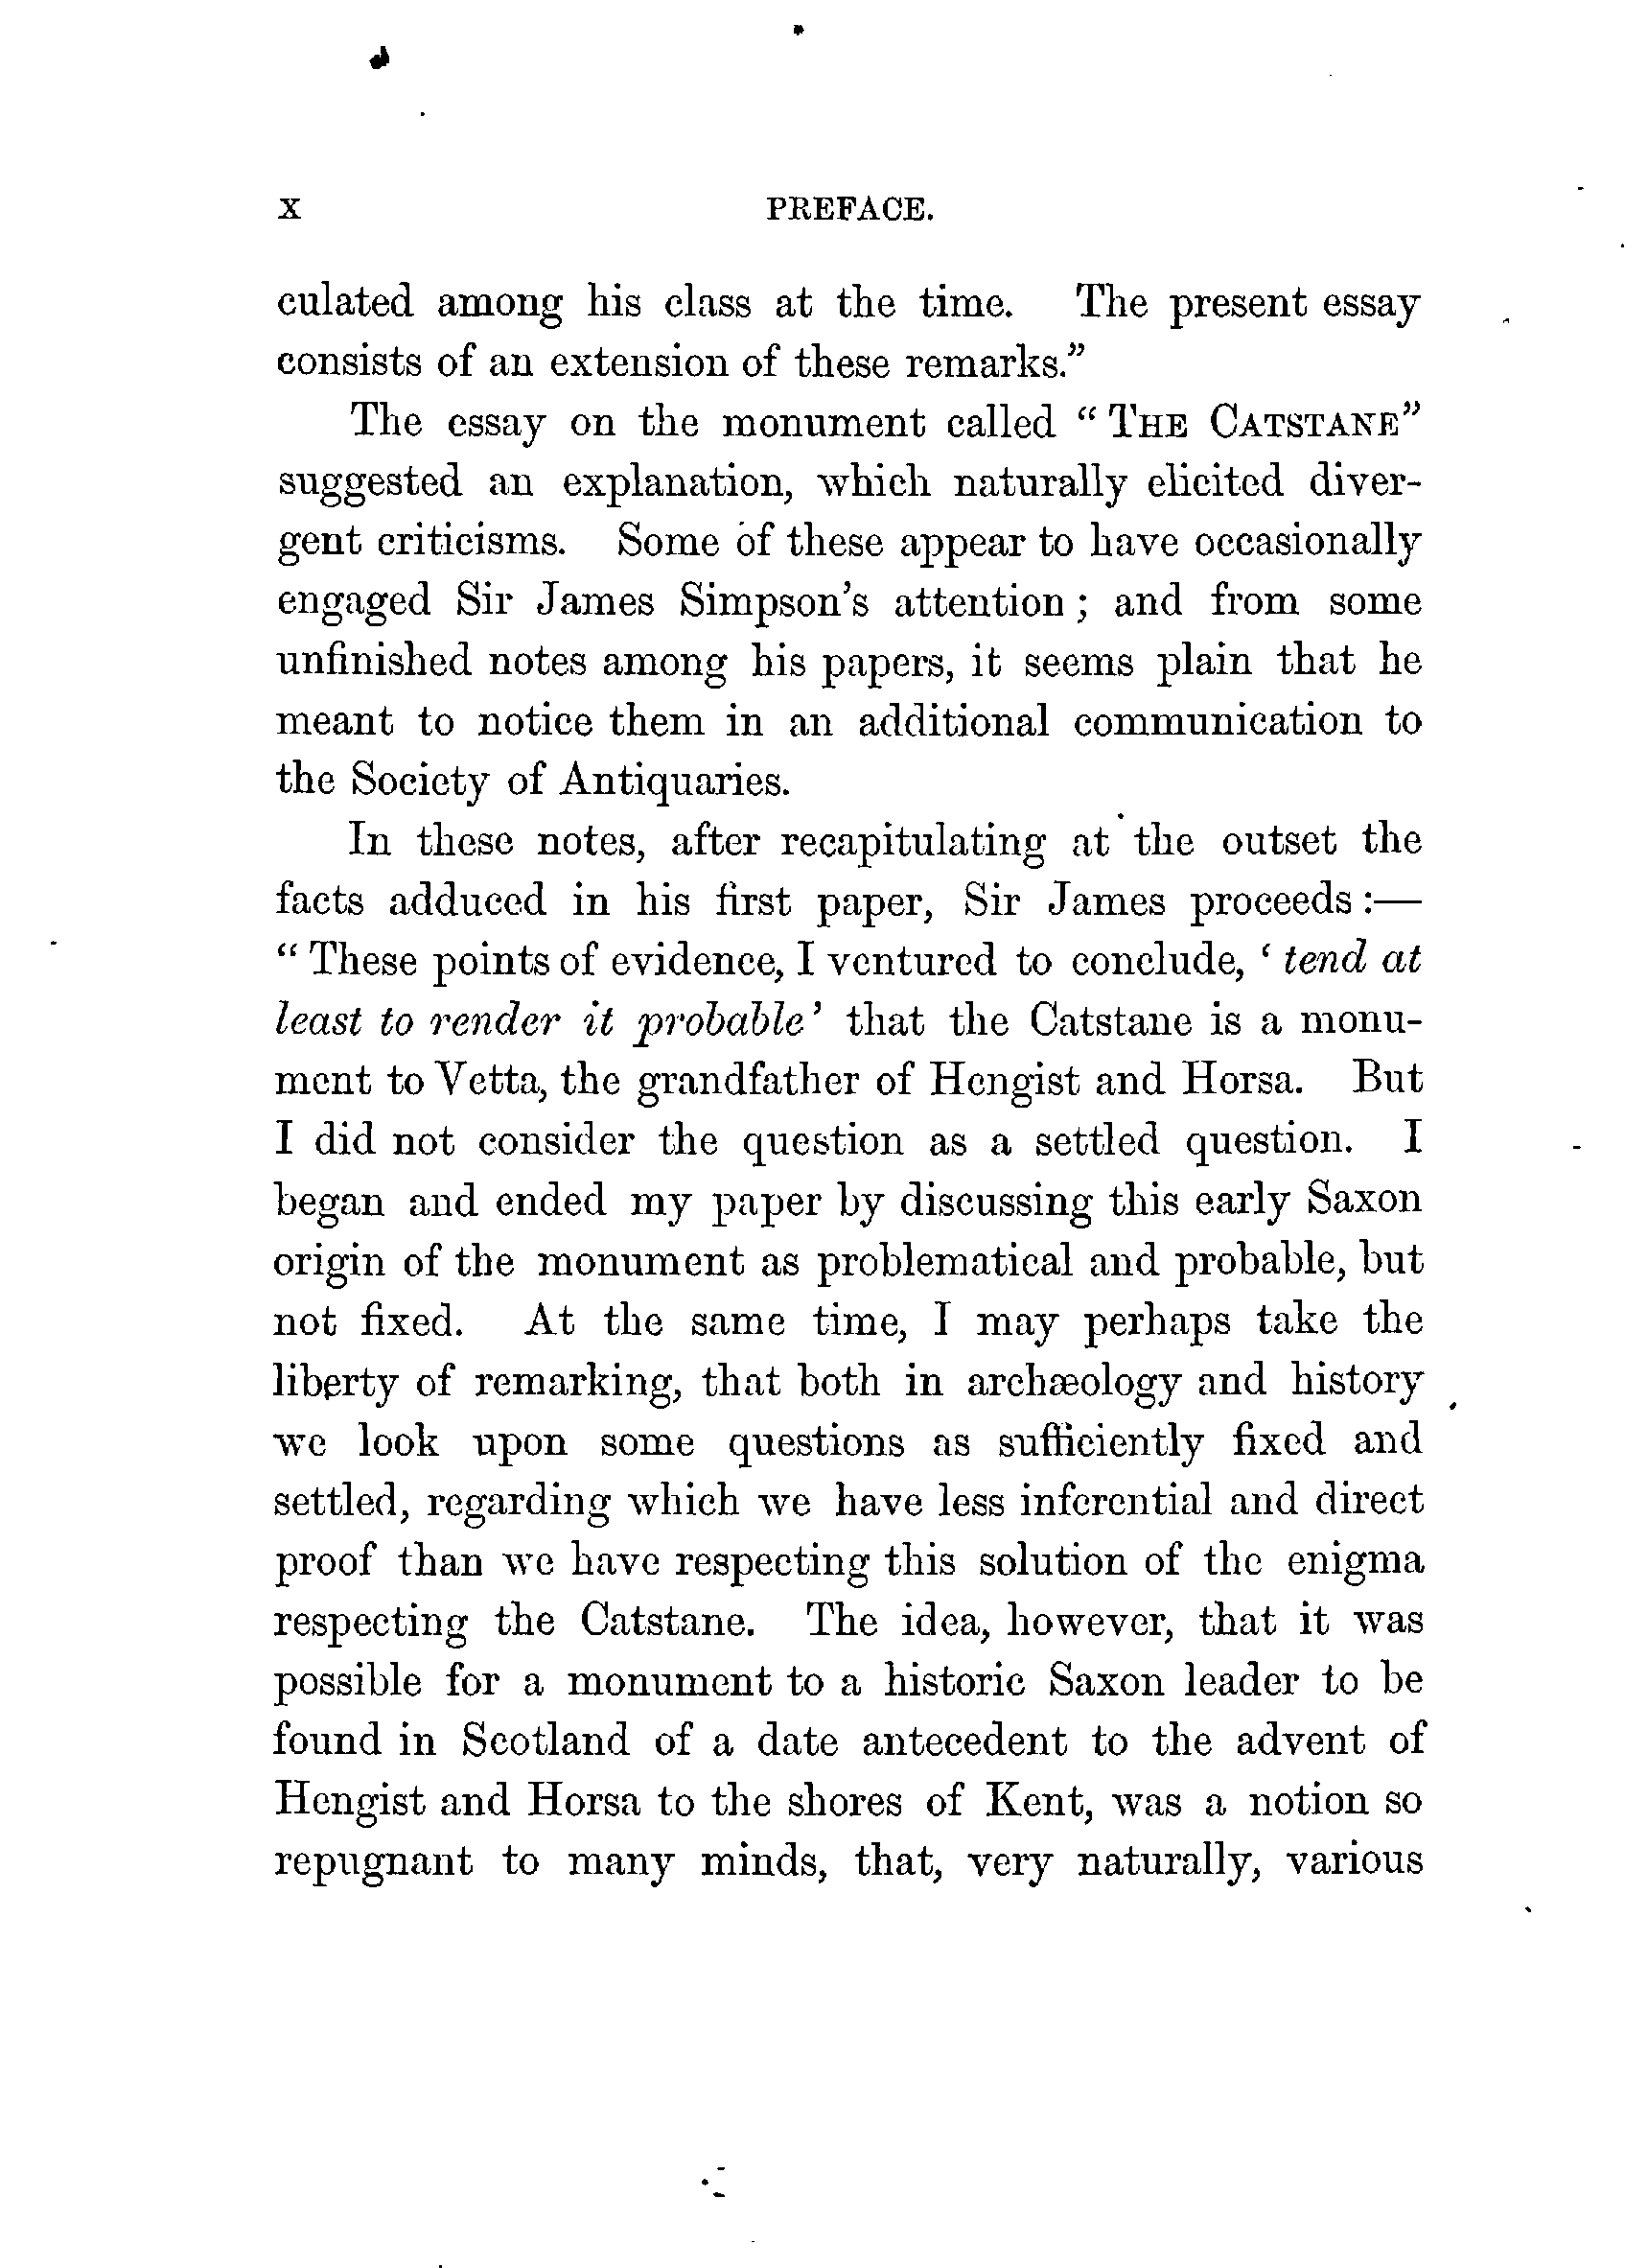 x PREFACE.
culated among his class at the time. The present essay
consists of an extension of these remarks.”
The essay on the monument called “ The Catstane”
suggested an explanation, which naturally elicited diver-
gent criticisms. Some of these appear to have occasionally
engaged Sir James Simpson’s attention ; and from some
unfinished notes among his papers, it seems plain that he
meant to notice them in an additional communication to
the Society of Antiquaries.
In these notes, after recapitulating at the outset the
facts adduced in his first paper, Sir James proceeds :—
“ These points of evidence, I ventured to conclude, ‘ tend at
least to render it probable’ that the Catstane is a monu-
ment to Vetta, the grandfather of Hengist and Horsa. But
I did not consider the question as a settled question. I
began and ended my paper by discussing this early Saxon
origin of the monument as problematical and probable, but
not fixed. At the same time, I may perhaps take the
liberty of remarking, that both in archæology and history
we look upon some questions as sufficiently fixed and
settled, regarding which we have less inferential and direct
proof than we have respecting this solution of the enigma
respecting the Catstane. The idea, however, that it was
possible for a monument to a historic Saxon leader to be
found in Scotland of a date antecedent to the advent of
Hengist and Horsa to the shores of Kent, was a notion so
repugnant to many minds, that, very naturally, various